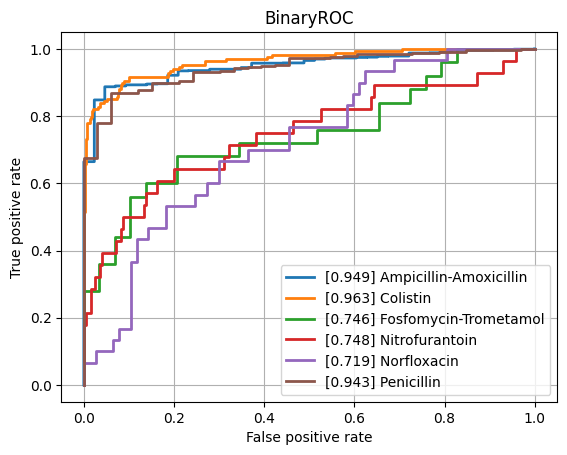 BinaryROC
True positive rate
1.0
0.8
0.6
0.4
0.2
0.0
[0.949] Ampicillin-Amoxicillin
[0.963] Colistin
[0.746] Fosfomycin-Trometamol
[0.748] Nitrofurantoin
[0.719] Norfloxacin
[0.943] Penicillin
0.0 0.2 0.4 0.6 0.8 1.0
False positive rate